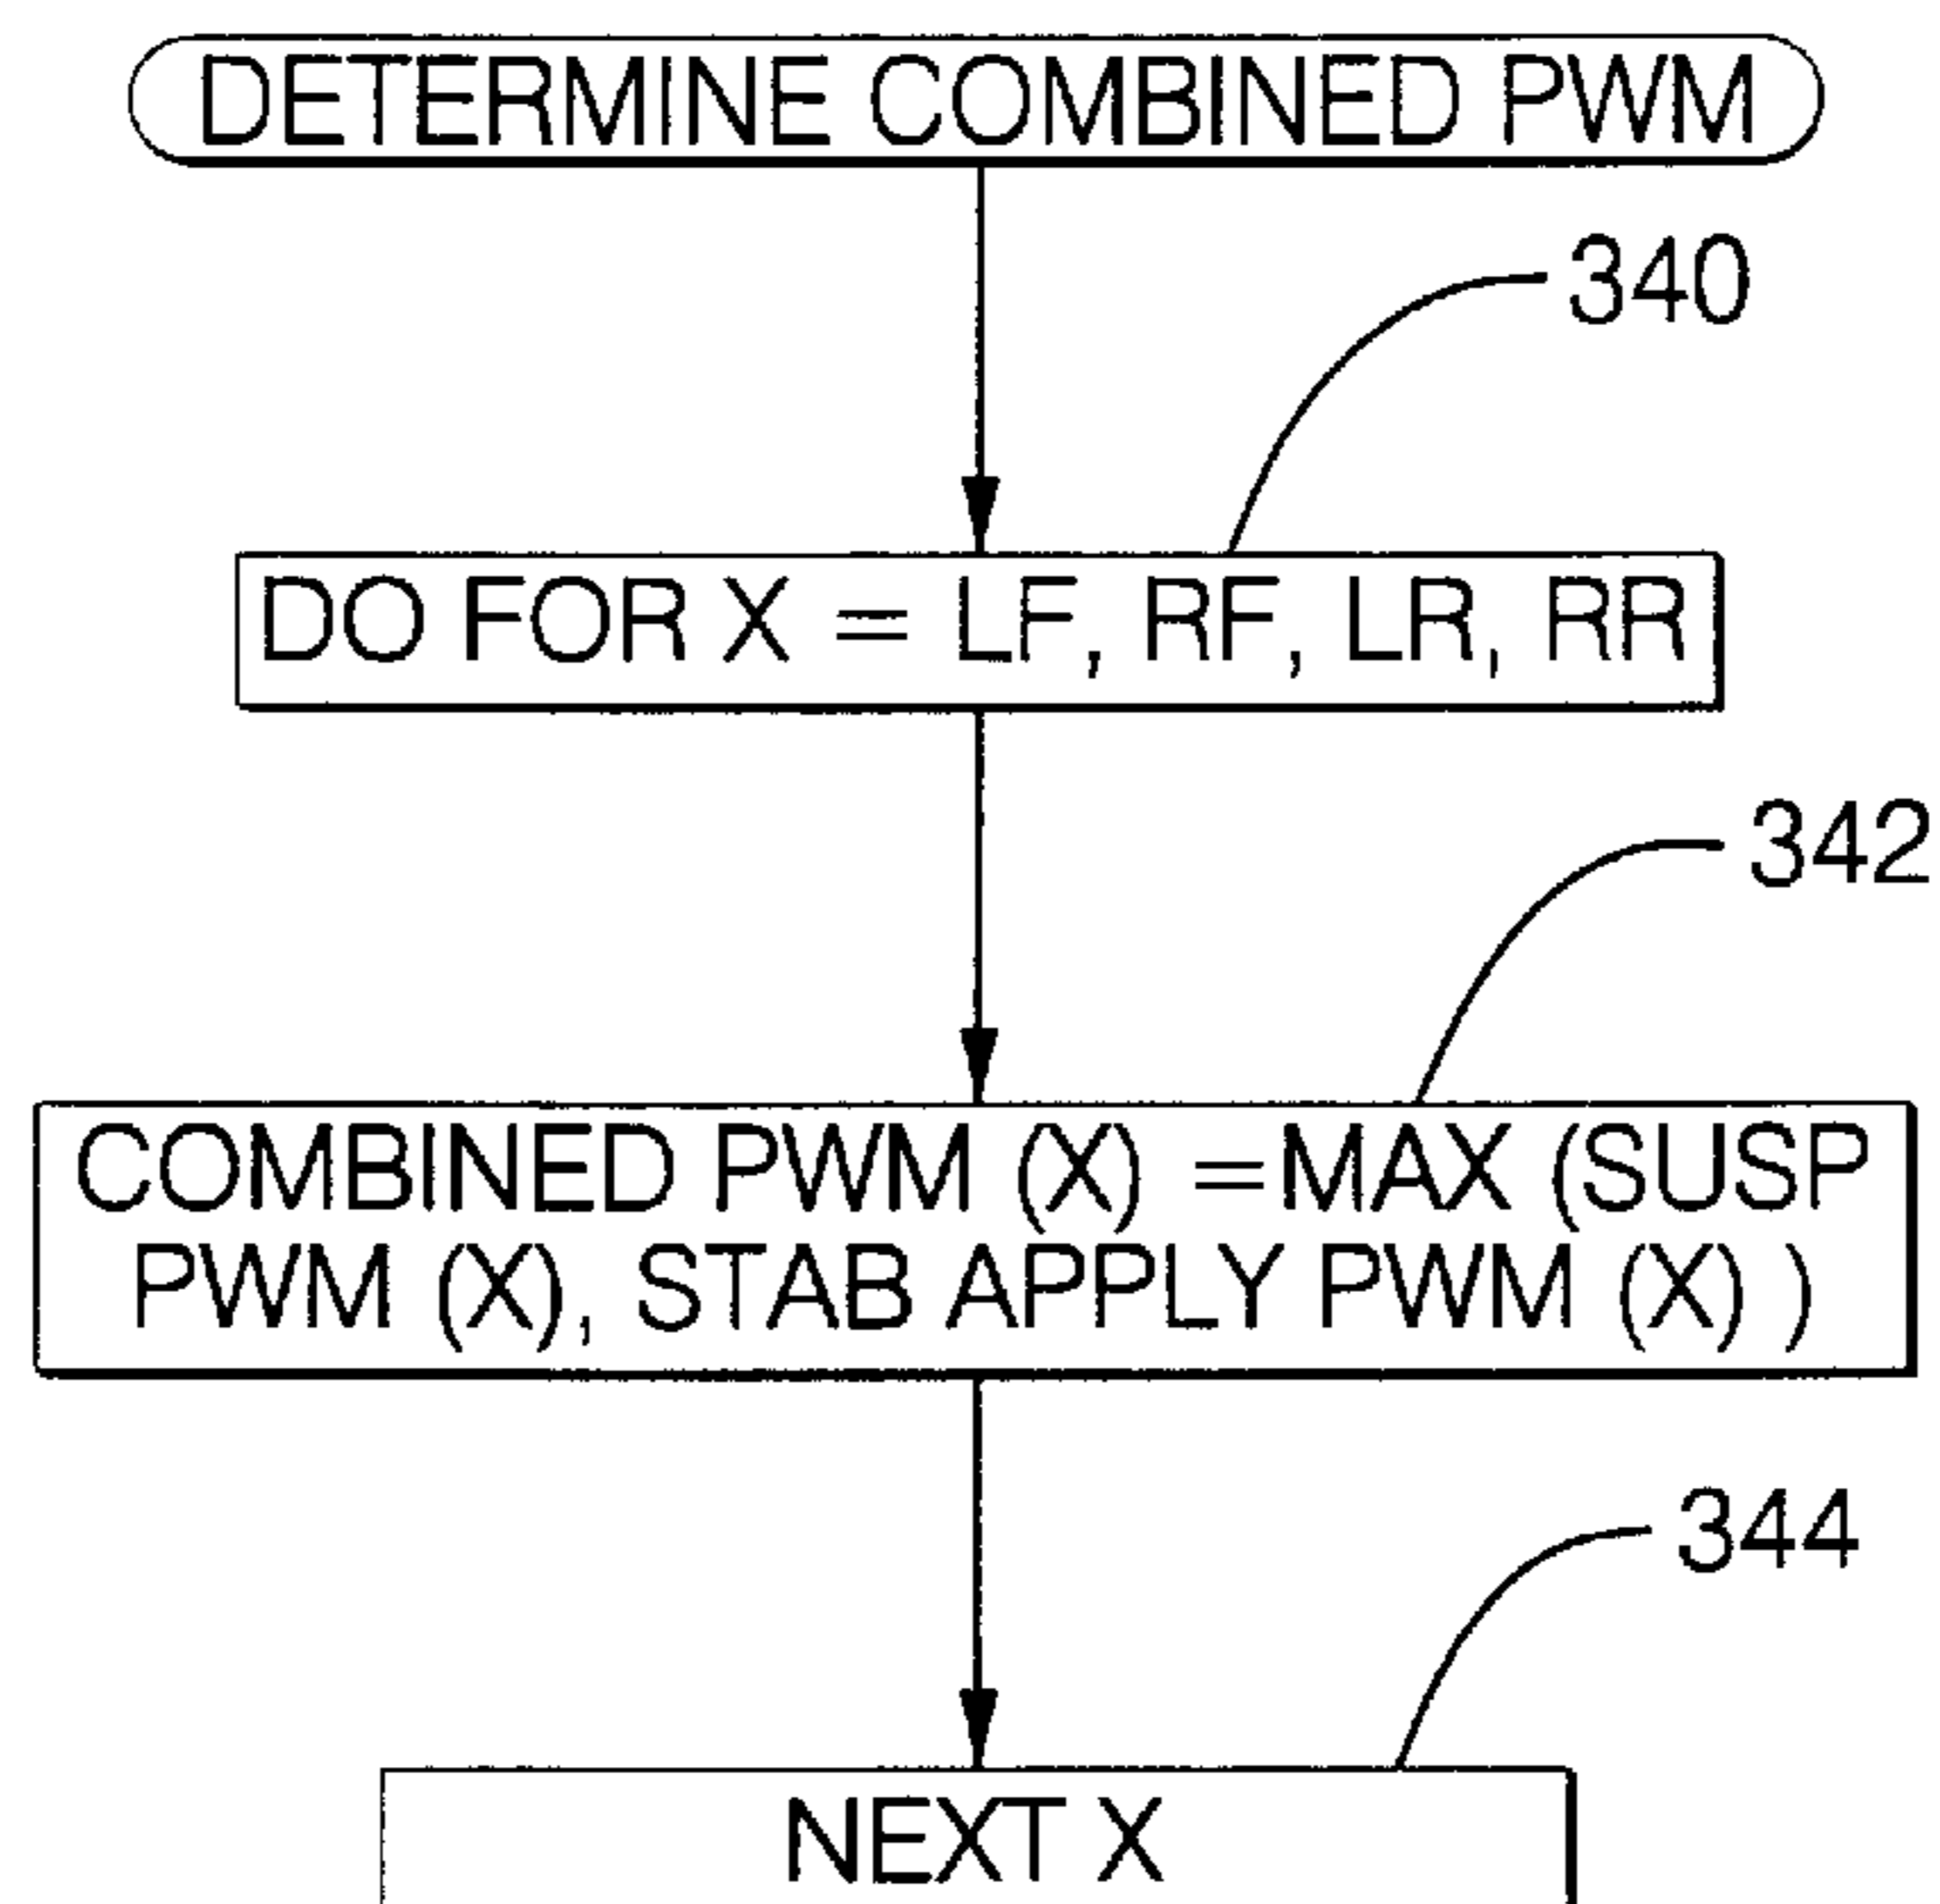 DETERMINE COMBINED PWM
340
DO FOR X = LF, RF, LR, RR
342
COMBINED PWM (X) =MAX (SUSP
PWM (X), STAB APPLY PWM (X) )
344
NEXT X